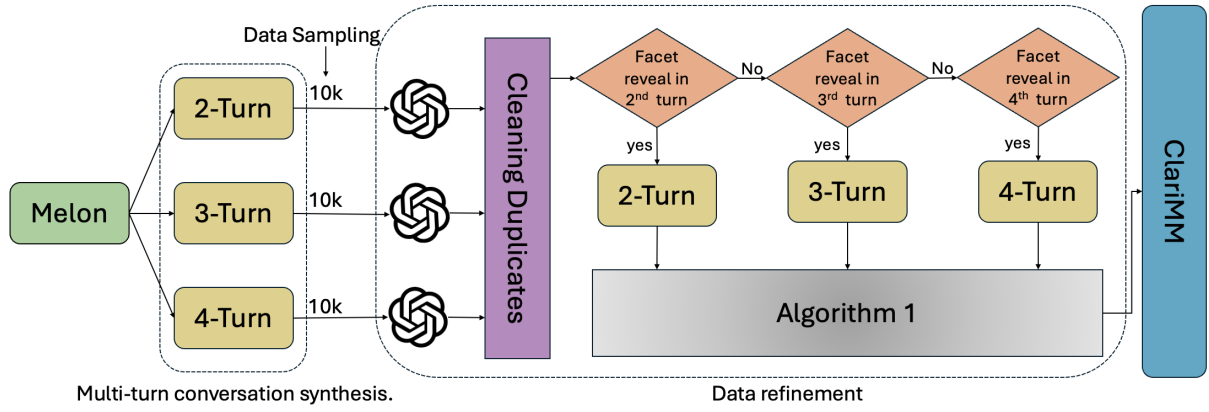 Data Sampling
Melon
2-Turn
3-Turn
4-Turn
10k
10k
10k
Multi-turn conversation synthesis.
Cleaning Duplicates
Facet
reveal in
2nd turn
No
Facet
reveal in
3rd turn
No
Facet
reveal in
4th turn
yes
yes
yes
2-Turn
3-Turn
4-Turn
Algorithm 1
Data refinement
ClariMM